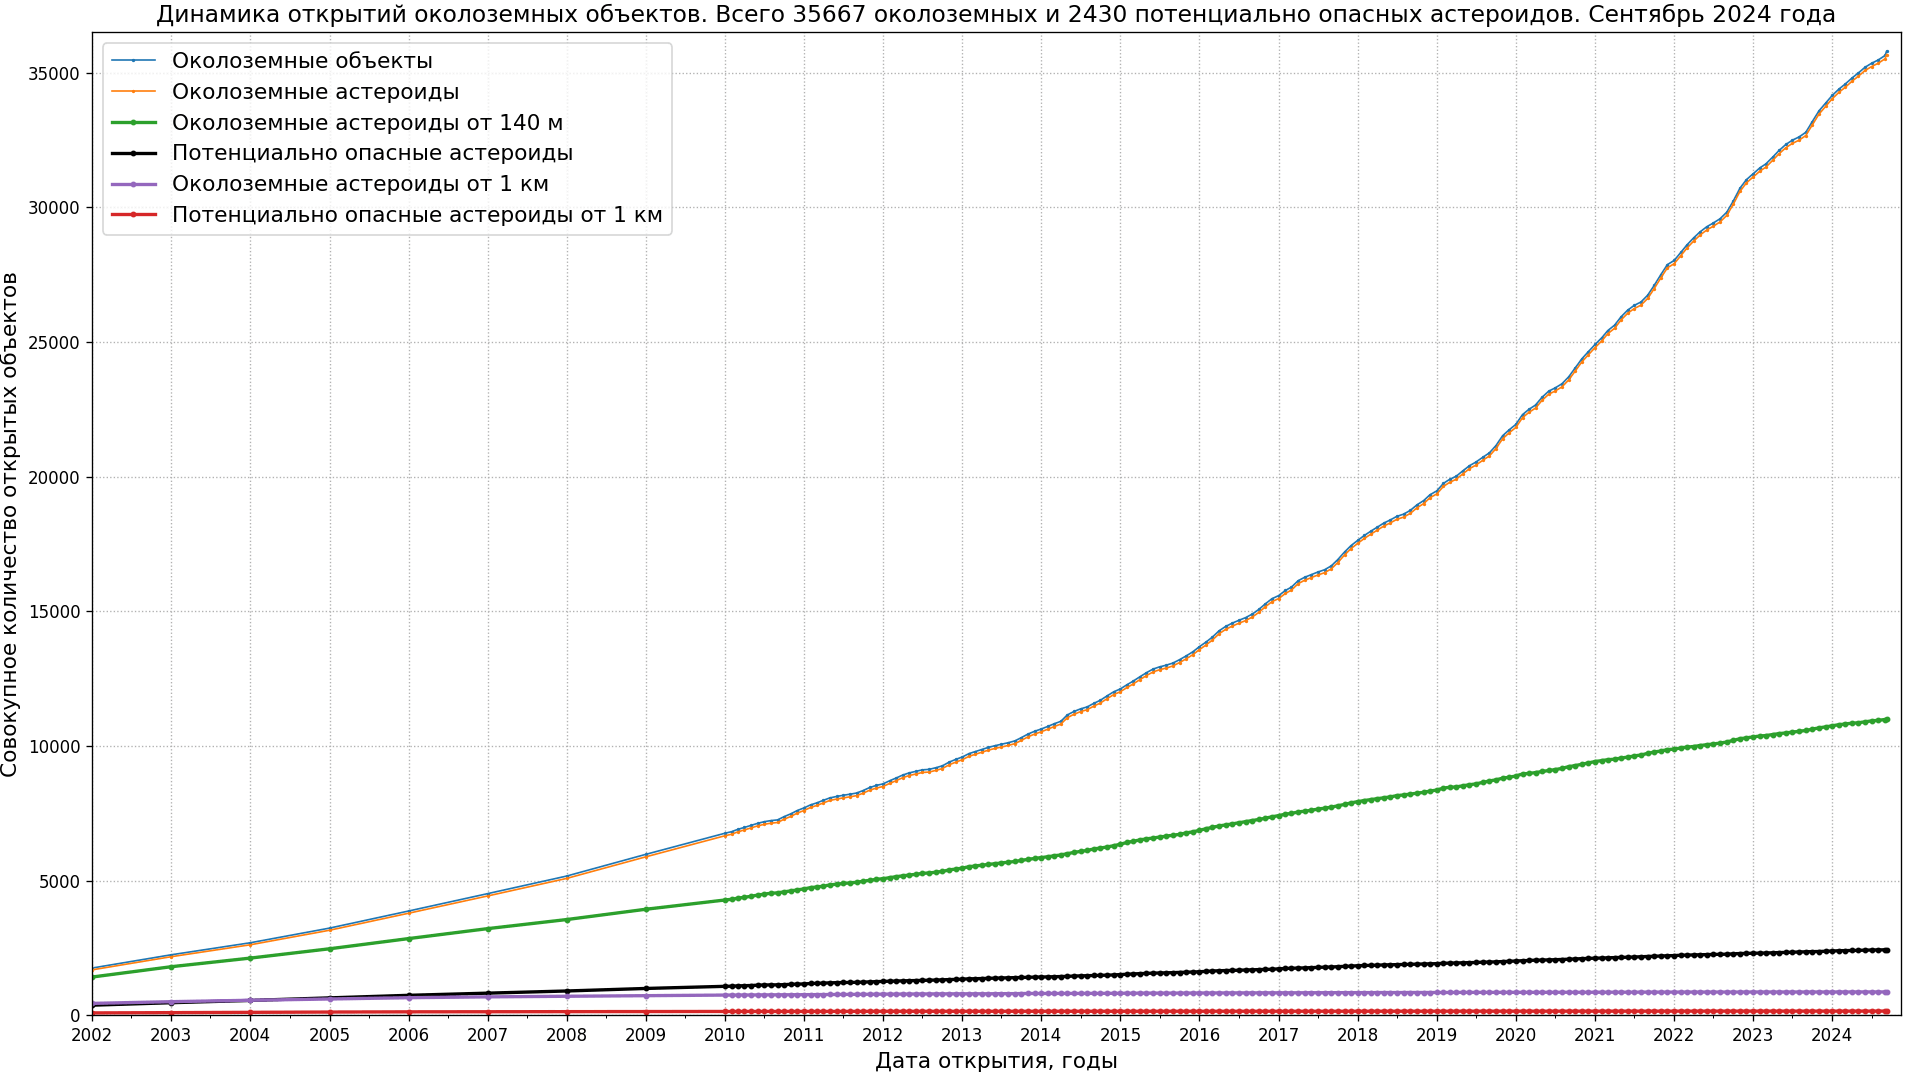 Динамика открытий околоземных объектов. Всего 35667 околоземных и 2430 потенциально опасных астероидов. Сентябрь 2024 года
Околоземные объекты
Околоземные астероиды
Околоземные астероиды от 140 м
Потенциально опасные астероиды
Околоземные астероиды от 1 км
Потенциально опасные астероиды от 1 км
Совокупное количество открытых объектов
35000
30000
25000
20000
15000
10000
5000
0
2002 2003 2004 2005 2006 2007 2008 2009 2010 2011 2012 2013 2014 2015 2016 2017 2018 2019 2020 2021 2022 2023 2024
Дата открытия, годы